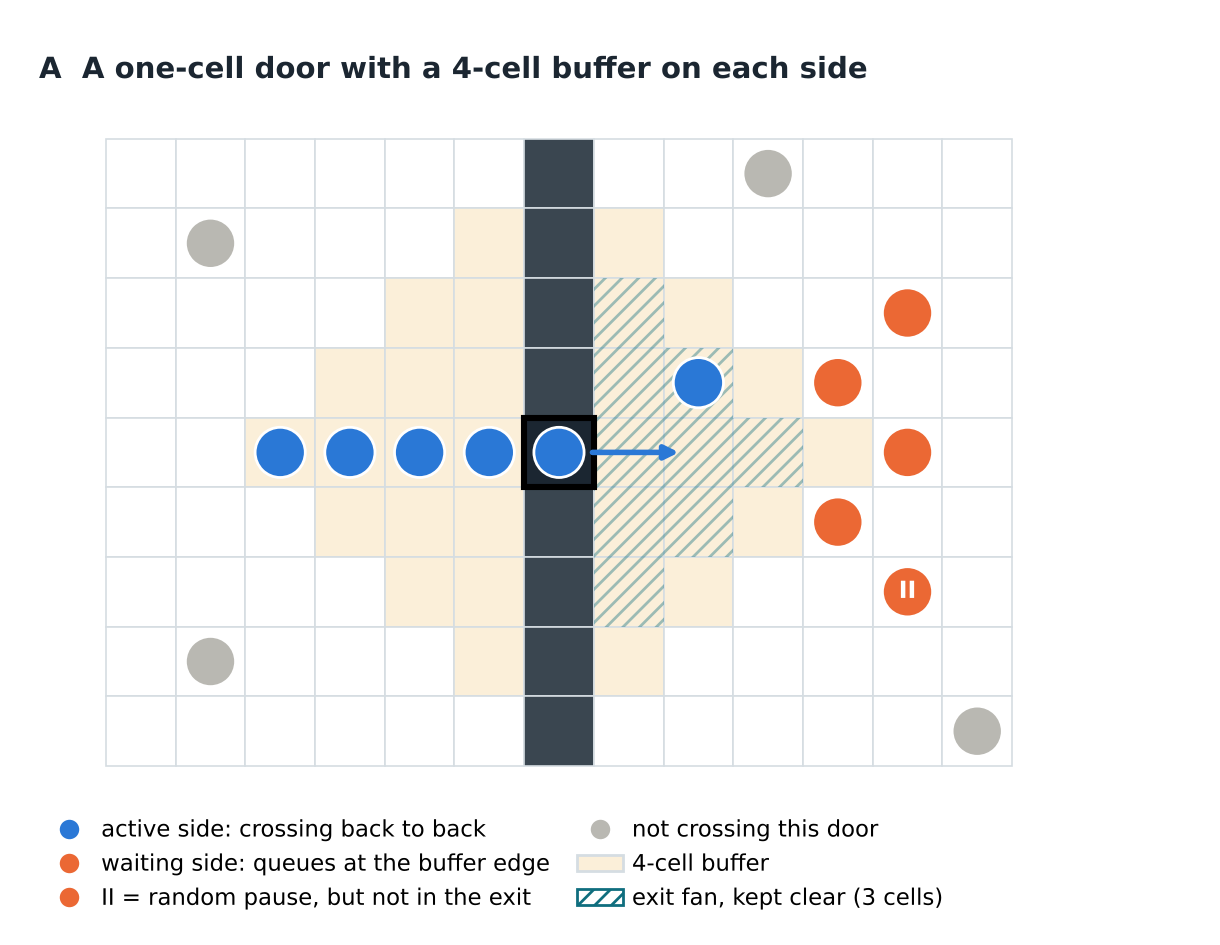 A A one-cell door with a 4-cell buffer on each side
II
active side: crossing back to back
waiting side: queues at the buffer edge
II = random pause, but not in the exit
not crossing this door
4-cell buffer
exit fan, kept clear (3 cells)